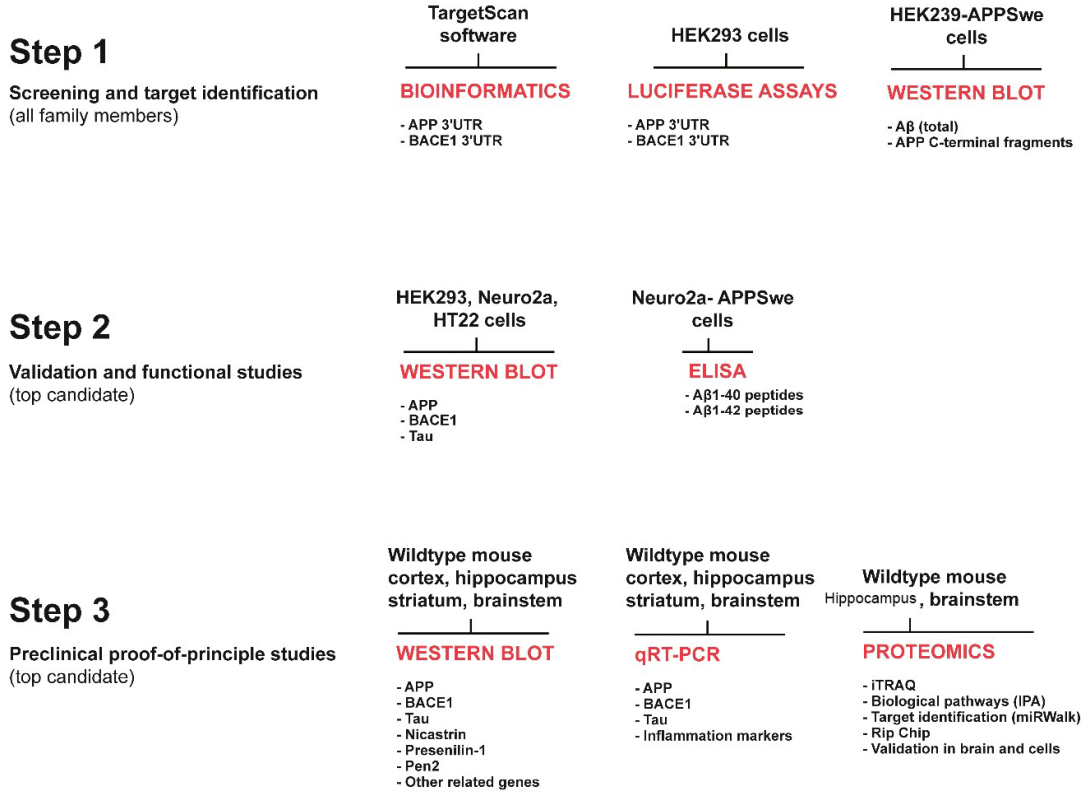 Step 1
Screening and target identification
(all family members)
TargetScan
software
BIOINFORMATICS
- APP 3'UTR
- BACE1 3'UTR
HEK293 cells
LUCIFERASE ASSAYS
- APP 3'UTR
- BACE1 3'UTR
HEK239-APPSwe
cells
WESTERN BLOT
- Aβ (total)
- APP C-terminal fragments
Step 2
Validation and functional studies
(top candidate)
HEK293, Neuro2a,
HT22 cells
WESTERN BLOT
- APP
- BACE1
- Tau
Neuro2a- APPSwe
cells
ELISA
- Aβ1-40 peptides
- Aβ1-42 peptides
Step 3
Preclinical proof-of-principle studies
(top candidate)
Wildtype mouse
cortex, hippocampus
striatum, brainstem
WESTERN BLOT
- APP
- BACE1
- Tau
- Nicastrin
- Presenilin-1
- Pen2
- Other related genes
Wildtype mouse
cortex, hippocampus
striatum, brainstem
qRT-PCR
- APP
- BACE1
- Tau
- Inflammation markers
Wildtype mouse
Hippocampus , brainstem
PROTEOMICS
- iTRAQ
- Biological pathways (IPA)
- Target identification (miRWalk)
- Rip Chip
- Validation in brain and cells